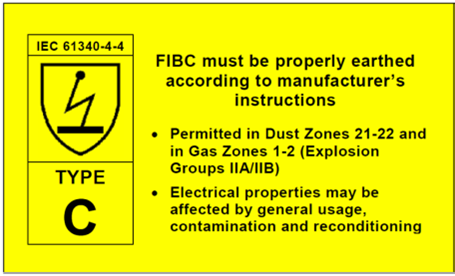 IEC 61340-4-4
TYPE
C
FIBC must be properly earthed
according to manufacturer's
instructions
• Permitted in Dust Zones 21-22 and
in Gas Zones 1-2 (Explosion
Groups IIA/IIB)
• Electrical properties may be
affected by general usage,
contamination and reconditioning